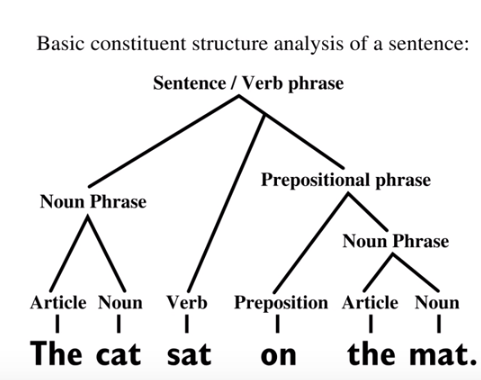 Basic constituent structure analysis of a sentence:
Sentence / Verb phrase
Prepositional phrase
Noun Phrase
Noun Phrase
Article Noun Verb Preposition Article Noun
The cat sat on the mat.